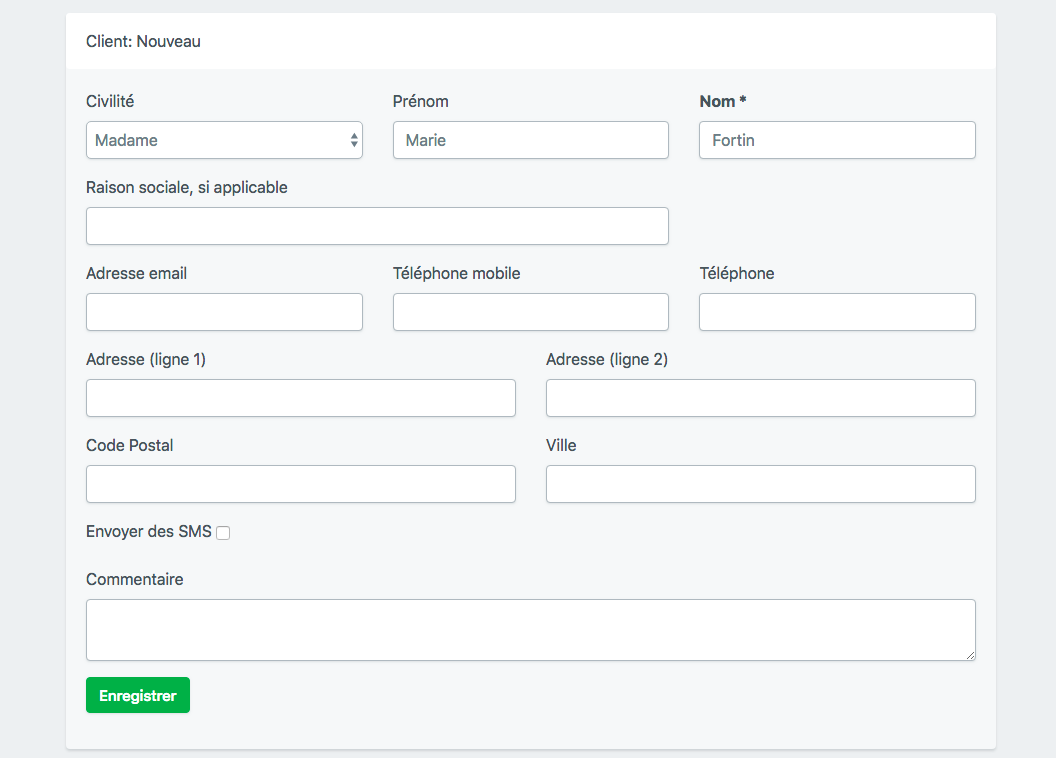 Client: Nouveau
Civilité Prénom Nom *
Madame Marie Fortin
Raison sociale, si applicable
Adresse email Téléphone mobile Téléphone
Adresse (ligne 1) Adresse (ligne 2)
Code Postal Ville
Envoyer des SMS
Commentaire
Enregistrer